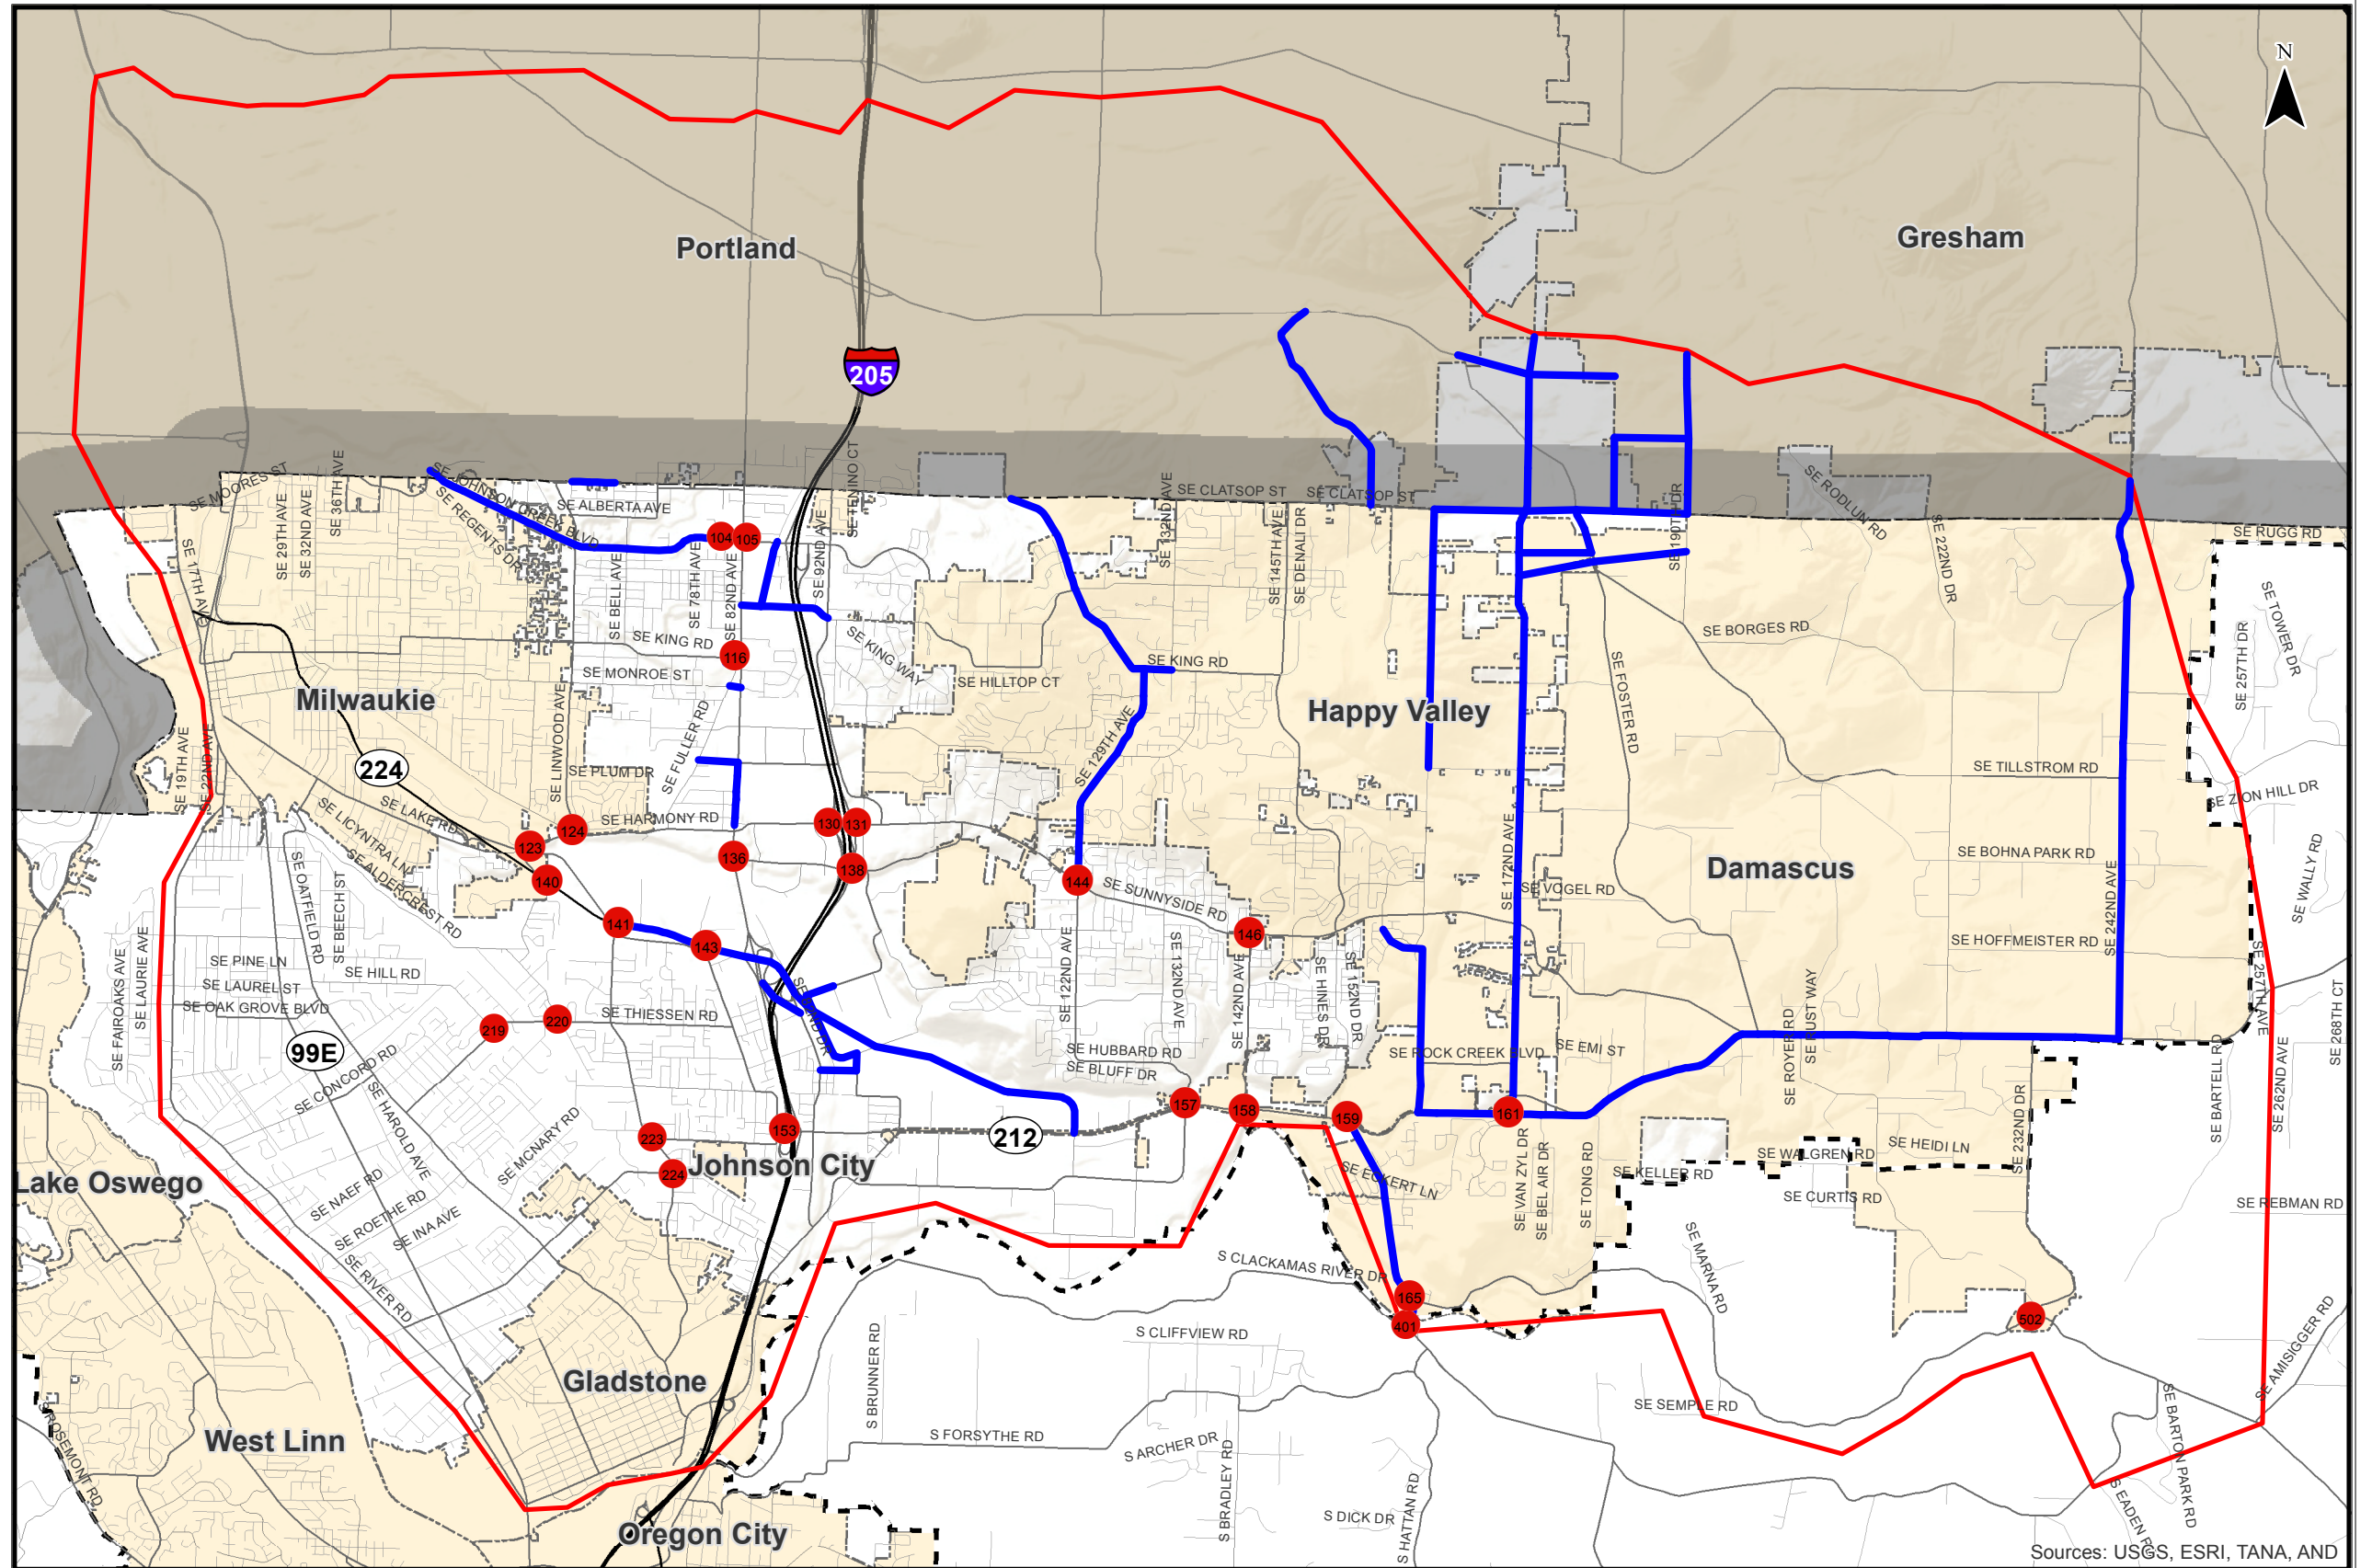 N
Portland
Gresham
205
SE MOORES ST
SE 29TH AVE
SE 32ND AVE
SE 36TH AVE
SE JOHNSON CREEK BLVD
SE REGENTS DR
SE ALBERTA AVE
SE 17TH AVE
SE BELL AVE
SE 78TH AVE
SE 82ND AVE
104
105
SE 92ND AVE
SE TENINO CT
SE 132ND AVE
SE CLATSOP ST
SE CLATSOP ST
SE 145TH AVE
SE DENALI DR
SE 190TH DR
SE RODLUN RD
SE 222ND DR
SE RUGG RD
SE TOWER DR
SE 257TH DR
SE KING RD
116
SE MONROE ST
SE KING WAY
SE HILLTOP CT
SE KING RD
SE BORGES RD
SE FOSTER RD
Milwaukie
Happy Valley
SE LINWOOD AVE
SE FULLER RD
SE 129TH AVE
SE 19TH AVE
SE 22ND AVE
224
SE PLUM DR
SE TILLSTROM RD
SE ZION HILL DR
SE LAKE RD
SE LICYNTRA LN
SE ALDERCREST RD
123
124
SE HARMONY RD
130
131
136
138
140
144
SE SUNNYSIDE RD
SE 172ND AVE
SE VOGEL RD
Damascus
SE BOHNA PARK RD
SE WALLY RD
SE 242ND AVE
SE OATFIELD RD
SE BEECH ST
141
143
146
SE HOFFMEISTER RD
SE FAIROAKS AVE
SE LAURIE AVE
SE PINE LN
SE HILL RD
SE LAUREL ST
SE OAK GROVE BLVD
SE 122ND AVE
SE 132ND AVE
SE 142ND AVE
SE HINES DR
SE 152ND DR
SE 257TH AVE
SE 268TH CT
219
220
SE THIESSEN RD
99E
SE CONCORD RD
SE HUBBARD RD
SE BLUFF DR
SE ROCK CREEK BLVD
SE EMI ST
SE ROYER RD
SE RUST WAY
SE BARTELL RD
SE 262ND AVE
SE HAROLD AVE
SE MCNARY RD
157
158
159
161
223
153
212
224
Johnson City
Lake Oswego
SE NAEF RD
SE ROETHE RD
SE INA AVE
SE RIVER RD
SE ECKERT LN
SE VAN ZYL DR
SE BEL AIR DR
SE TONG RD
SE KELLER RD
SE WALGREN RD
SE HEIDI LN
SE CURTIS RD
SE 232ND DR
SE REBMAN RD
SE MARNA RD
S CLACKAMAS RIVER DR
165
401
502
S CLIFFVIEW RD
S BRUNNER RD
SE AMISIGGER RD
Gladstone
West Linn
S ROSEMONT RD
S FORSYTHE RD
S ARCHER DR
S BRADLEY RD
S HATTAN RD
SE SEMPLE RD
SE BARTON PARK RD
S EADEN RD
S DICK DR
Oregon City
Sources: USGS, ESRI, TANA, AND